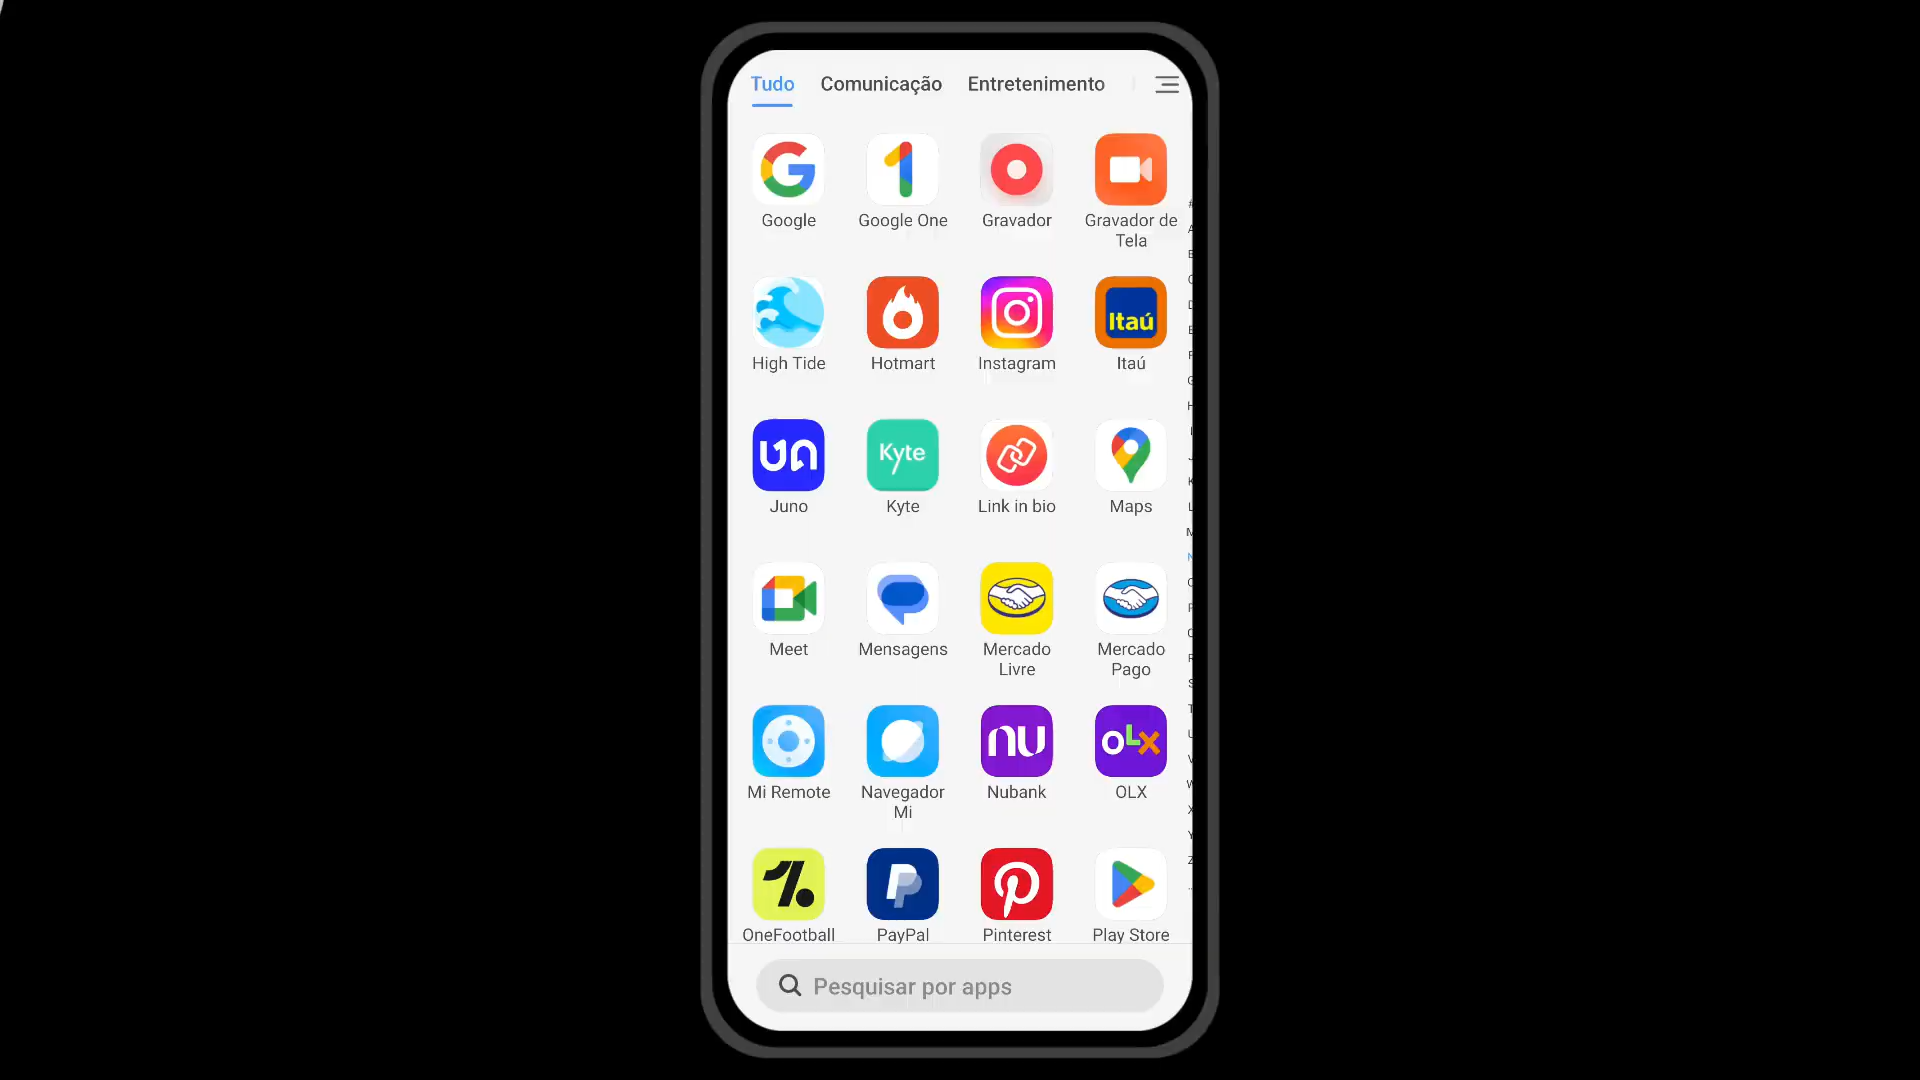 Tudo Comunicação Entretenimento
Google Google One Gravador Gravador de
Tela
Itaú
High Tide Hotmart Instagram Itaú
Kyte
Juno Kyte Link in bio Maps
Meet Mensagens Mercado Mercado
Livre Pago
nu OLX
Mi Remote Navegador Nubank OLX
Mi
OneFootball PayPal Pinterest Play Store
Pesquisar por apps